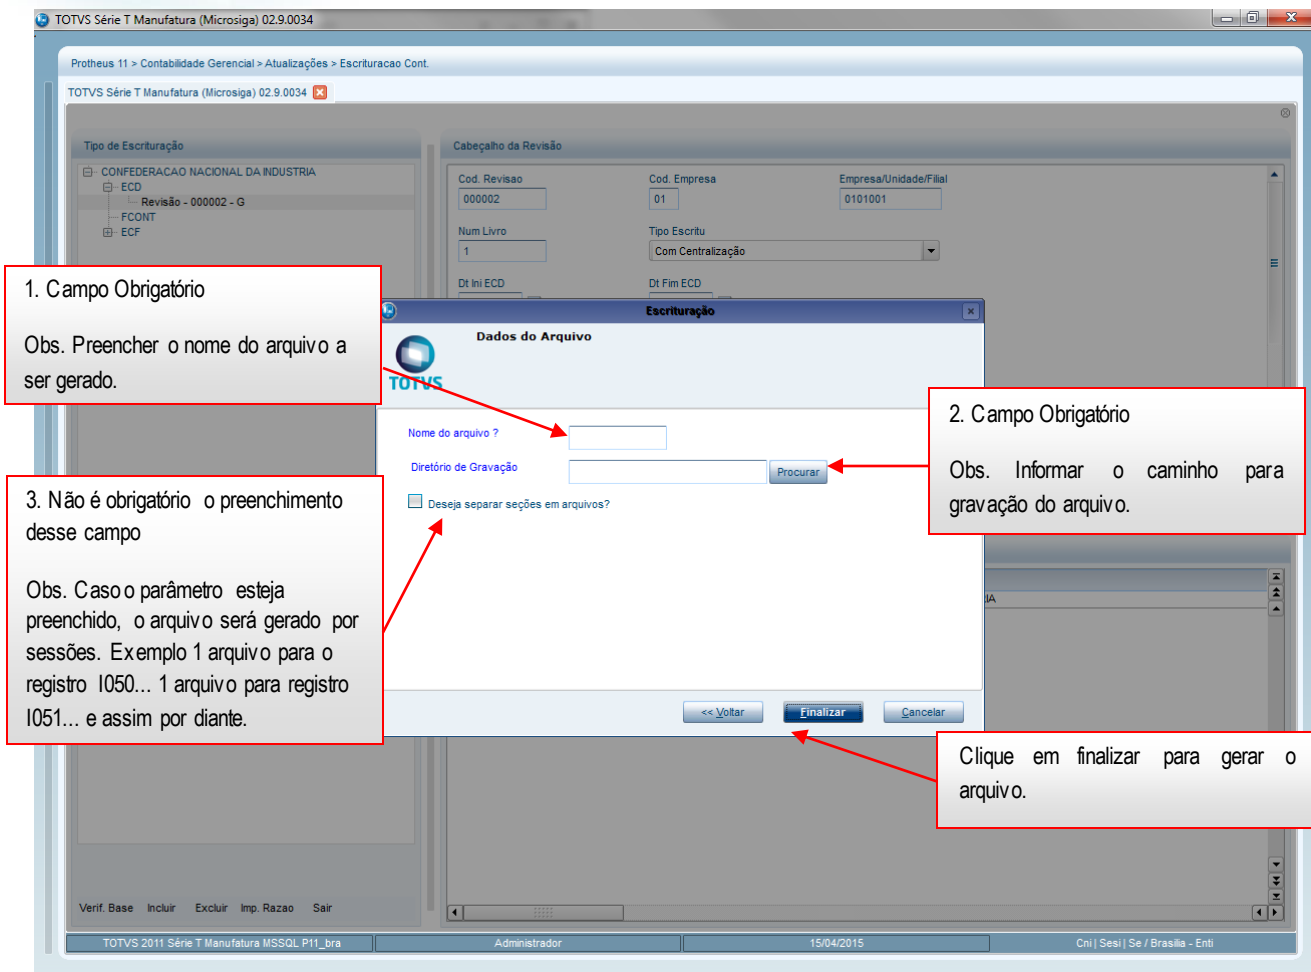 TOTVS Série T Manufatura (Microsiga) 02.9.0034
Protheus 11 > Contabilidade Gerencial > Atualizações > Escrituracao Cont.
TOTVS Série T Manufatura (Microsiga) 02.9.0034
Tipo de Escrituração
CONFEDERACAO NACIONAL DA INDUSTRIA
ECD
Revisão - 000002 - G
FCONT
ECF
Cabeçalho da Revisão
Cod. Revisao
Cod. Empresa
Empresa/Unidade/Filial
000002
01
0101001
Num Livro
Tipo Escritu
1
Com Centralização
Dt Ini ECD
Dt Fim ECD
1. Campo Obrigatório
Obs. Preencher o nome do arquivo a
ser gerado.
Escrituração
Dados do Arquivo
TOTVS
Nome do arquivo ?
Diretório de Gravação
Procurar
Deseja separar seções em arquivos?
2. Campo Obrigatório
Obs. Informar o caminho para
gravação do arquivo.
3. Não é obrigatório o preenchimento
desse campo
Obs. Caso o parâmetro esteja
preenchido, o arquivo será gerado por
sessões. Exemplo 1 arquivo para o
registro I050... 1 arquivo para registro
I051... e assim por diante.
IA
<< Voltar
Finalizar
Cancelar
Clique em finalizar para gerar o
arquivo.
Verif. Base Incluir Excluir Imp. Razao Sair
TOTVS 2011 Série T Manufatura MSSQL P11_bra
Administrador
15/04/2015
Cni | Sesi | Se / Brasilia - Enti